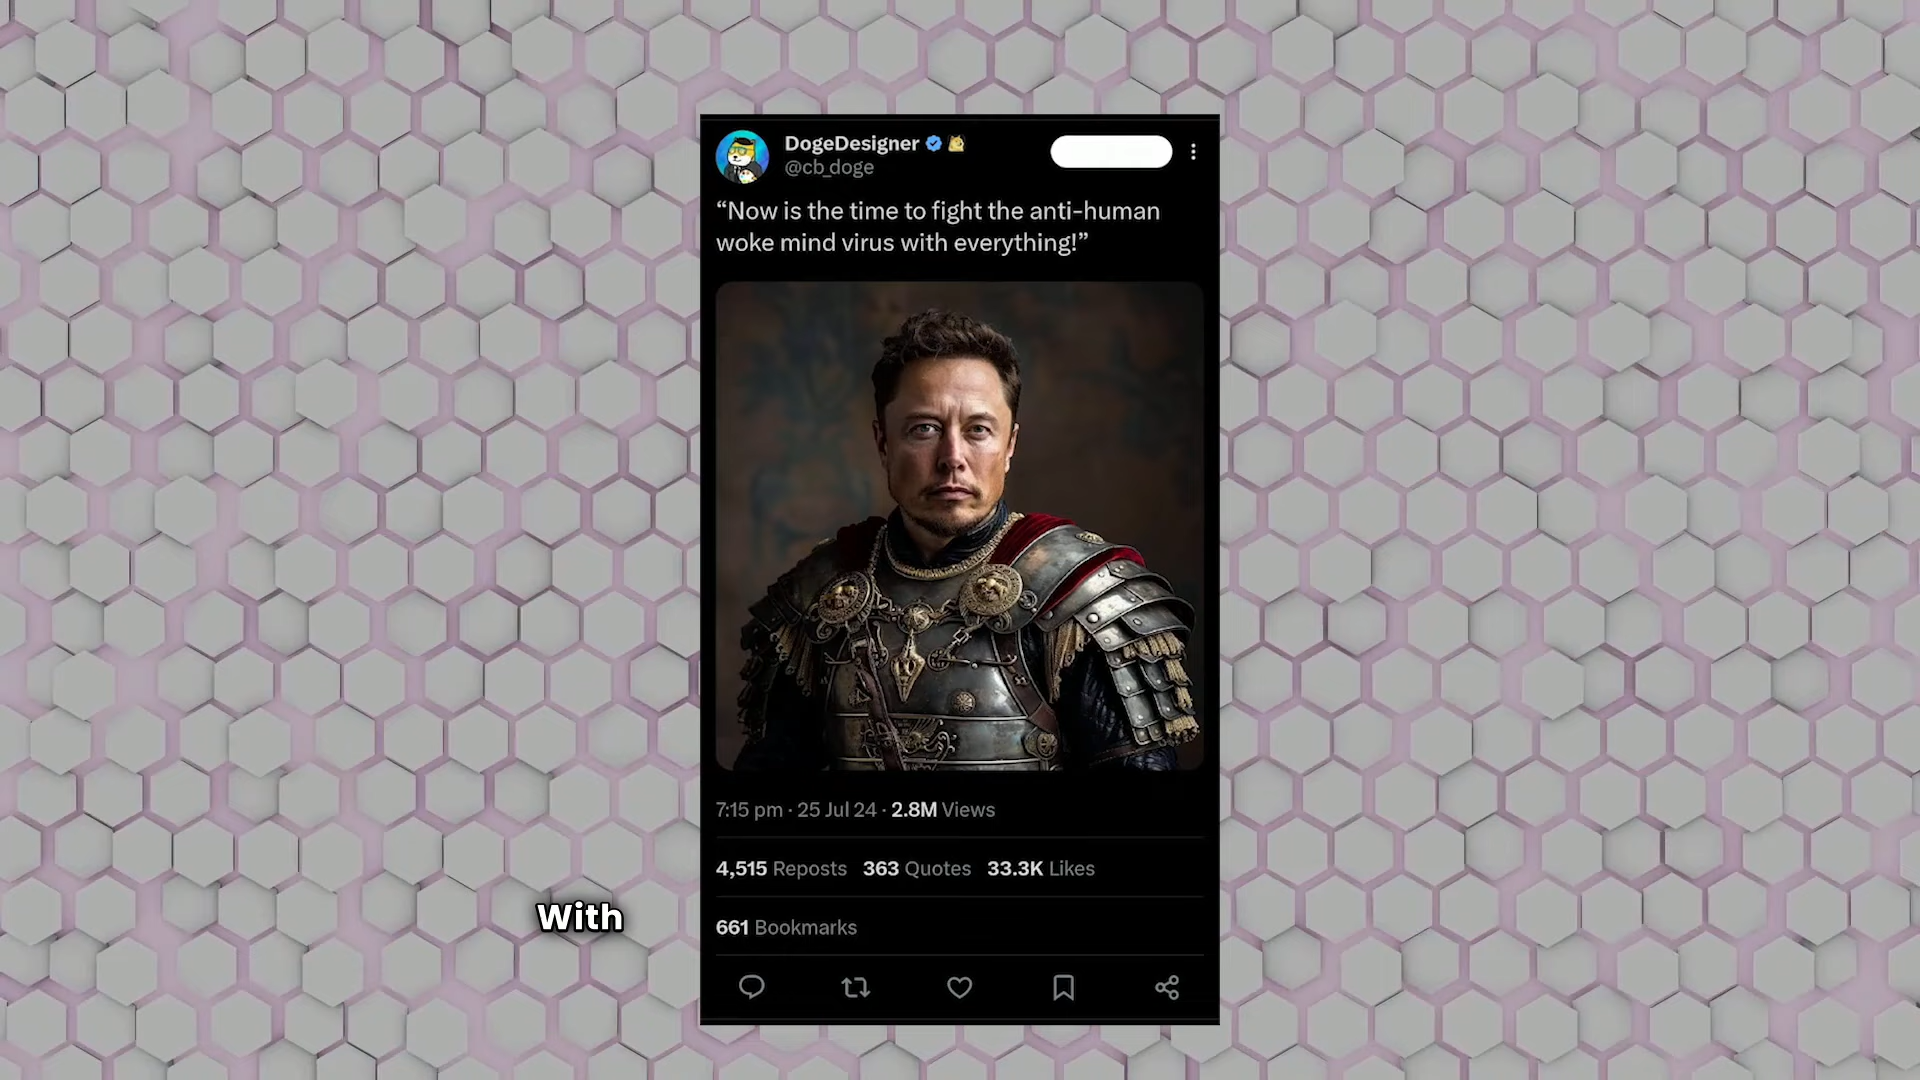 DogeDesigner
@cb_doge
“Now is the time to fight the anti-human
woke mind virus with everything!”
7:15 pm · 25 Jul 24 · 2.8M Views
4,515 Reposts 363 Quotes 33.3K Likes
With
661 Bookmarks